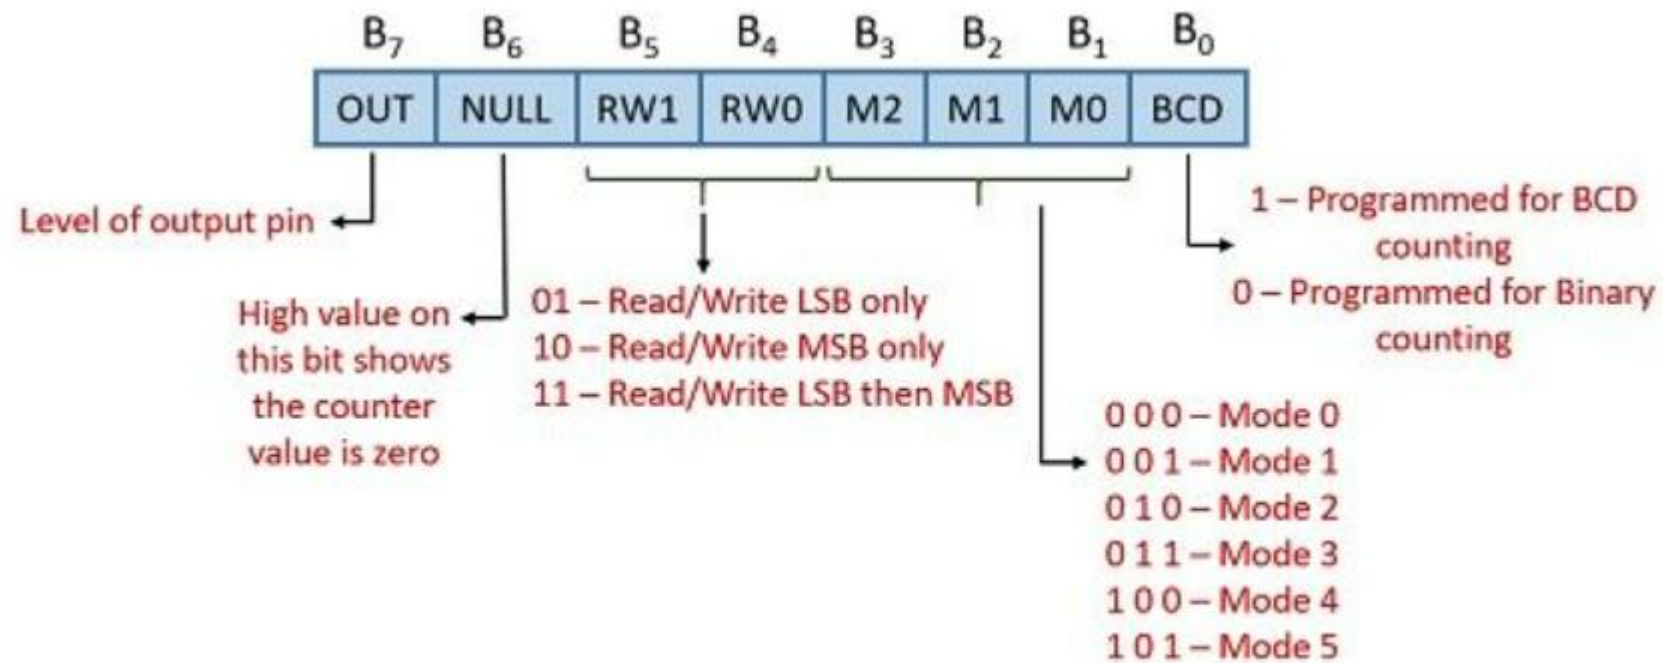 B₇ B₆ B₅ B₄ B₃ B₂ B₁ B₀
OUT NULL RW1 RW0 M2 M1 M0 BCD
Level of output pin
High value on
this bit shows
the counter
value is zero
01 – Read/Write LSB only
10 – Read/Write MSB only
11 – Read/Write LSB then MSB
0 0 0 – Mode 0
0 0 1 – Mode 1
0 1 0 – Mode 2
0 1 1 – Mode 3
1 0 0 – Mode 4
1 0 1 – Mode 5
1 – Programmed for BCD
counting
0 – Programmed for Binary
counting